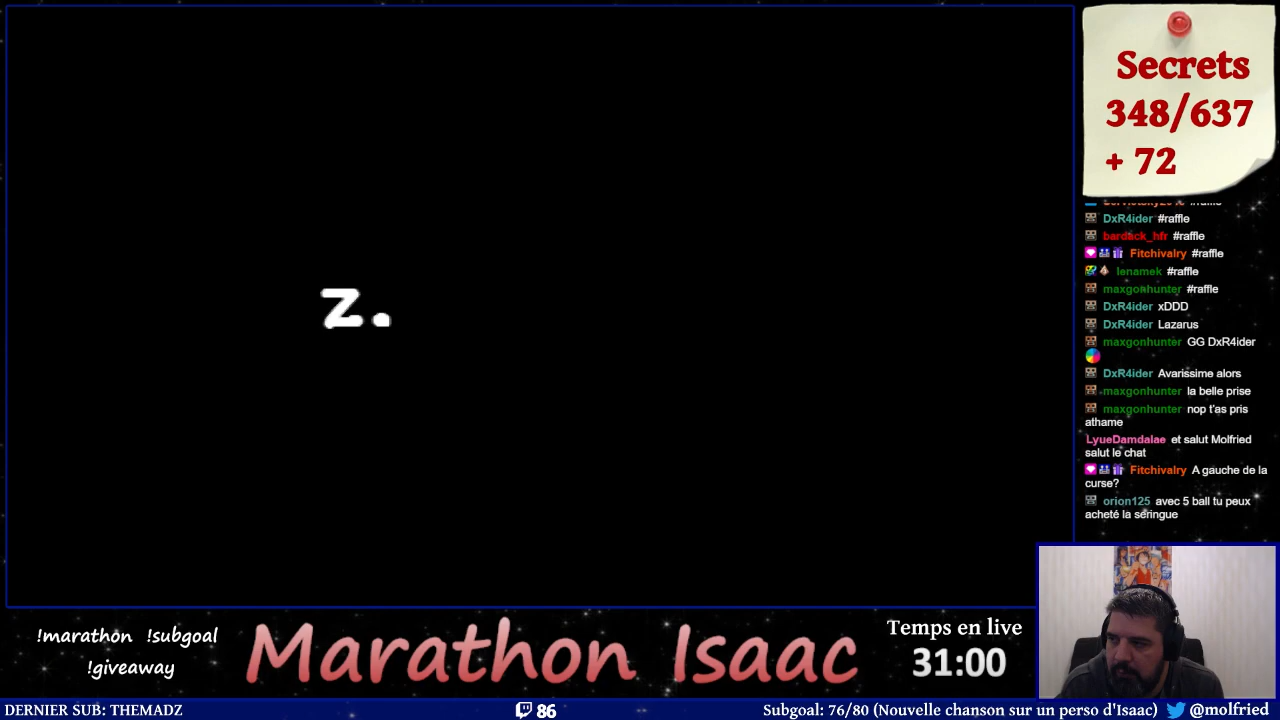 z.
Secrets
348/637
+ 72
DxR4ider #raffle
bardack_hfr #raffle
Fitchivalry #raffle
lenamek #raffle
maxgonhunter #raffle
DxR4ider xDDD
DxR4ider Lazarus
maxgonhunter GG DxR4ider
DxR4ider Avarissime alors
maxgonhunter la belle prise
maxgonhunter nop t'as pris
athame
LyueDamdalae et salut Molfried
salut le chat
Fitchivalry A gauche de la
curse?
orion125 avec 5 ball tu peux
acheté la seringue
!marathon !subgoal
!giveaway
Marathon Isaac
Temps en live
31:00
DERNIER SUB: THEMADZ
86
Subgoal: 76/80 (Nouvelle chanson sur un perso d'Isaac)
@molfried